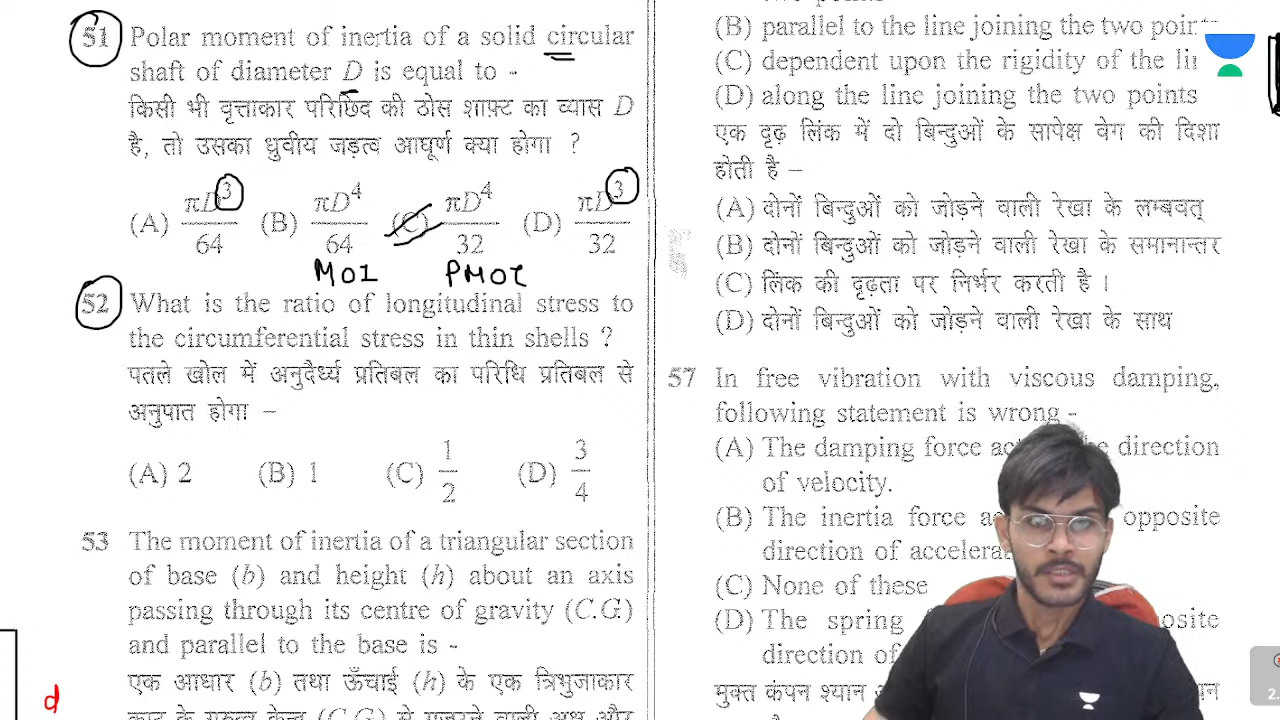 51 Polar moment of inertia of a solid circular
shaft of diameter D is equal to -
किसी भी वृत्ताकार परिछिद की ठोस शाफ़्ट का व्यास D
है, तो उसका ध्रुवीय जड़त्व आघूर्ण क्या होगा ?
(A) πD³/64 (B) πD⁴/64 (C) πD⁴/32 (D) πD³/32
MOI PMOI
52 What is the ratio of longitudinal stress to
the circumferential stress in thin shells ?
पतले खोल में अनुदैर्ध्य प्रतिबल का परिधि प्रतिबल से
अनुपात होगा –
(A) 2 (B) 1 (C) 1/2 (D) 3/4
53 The moment of inertia of a triangular section
of base (b) and height (h) about an axis
passing through its centre of gravity (C.G.)
and parallel to the base is -
एक आधार (b) तथा ऊँचाई (h) के एक त्रिभुजाकार
d
(B) parallel to the line joining the two
(C) dependent upon the rigidity of the
(D) along the line joining the two points
एक दृढ़ लिंक में दो बिन्दुओं के सापेक्ष वेग की दिशा
होती है –
(A) दोनों बिन्दुओं को जोड़ने वाली रेखा के लम्बवत्
(B) दोनों बिन्दुओं को जोड़ने वाली रेखा के समानान्तर
(C) लिंक की दृढ़ता पर निर्भर करती है ।
(D) दोनों बिन्दुओं को जोड़ने वाली रेखा के साथ
57 In free vibration with viscous damping,
following statement is wrong -
(A) The damping force direction
of velocity.
(B) The inertia force opposite
direction of
(C) None of these
(D) The spring
direction of
मुक्त कंपन श्यान
2.